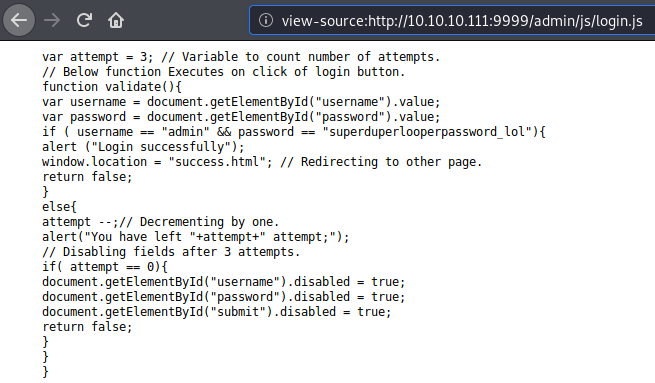 view-source:http://10.10.10.111:9999/admin/js/login.js
var attempt = 3; // Variable to count number of attempts.
// Below function Executes on click of login button.
function validate(){
var username = document.getElementById("username").value;
var password = document.getElementById("password").value;
if ( username == "admin" && password == "superduperlooperpassword_lol"){
alert ("Login successfully");
window.location = "success.html"; // Redirecting to other page.
return false;
}
else{
attempt --;// Decrementing by one.
alert("You have left "+attempt+" attempt;");
// Disabling fields after 3 attempts.
if( attempt == 0){
document.getElementById("username").disabled = true;
document.getElementById("password").disabled = true;
document.getElementById("submit").disabled = true;
return false;
}
}
}